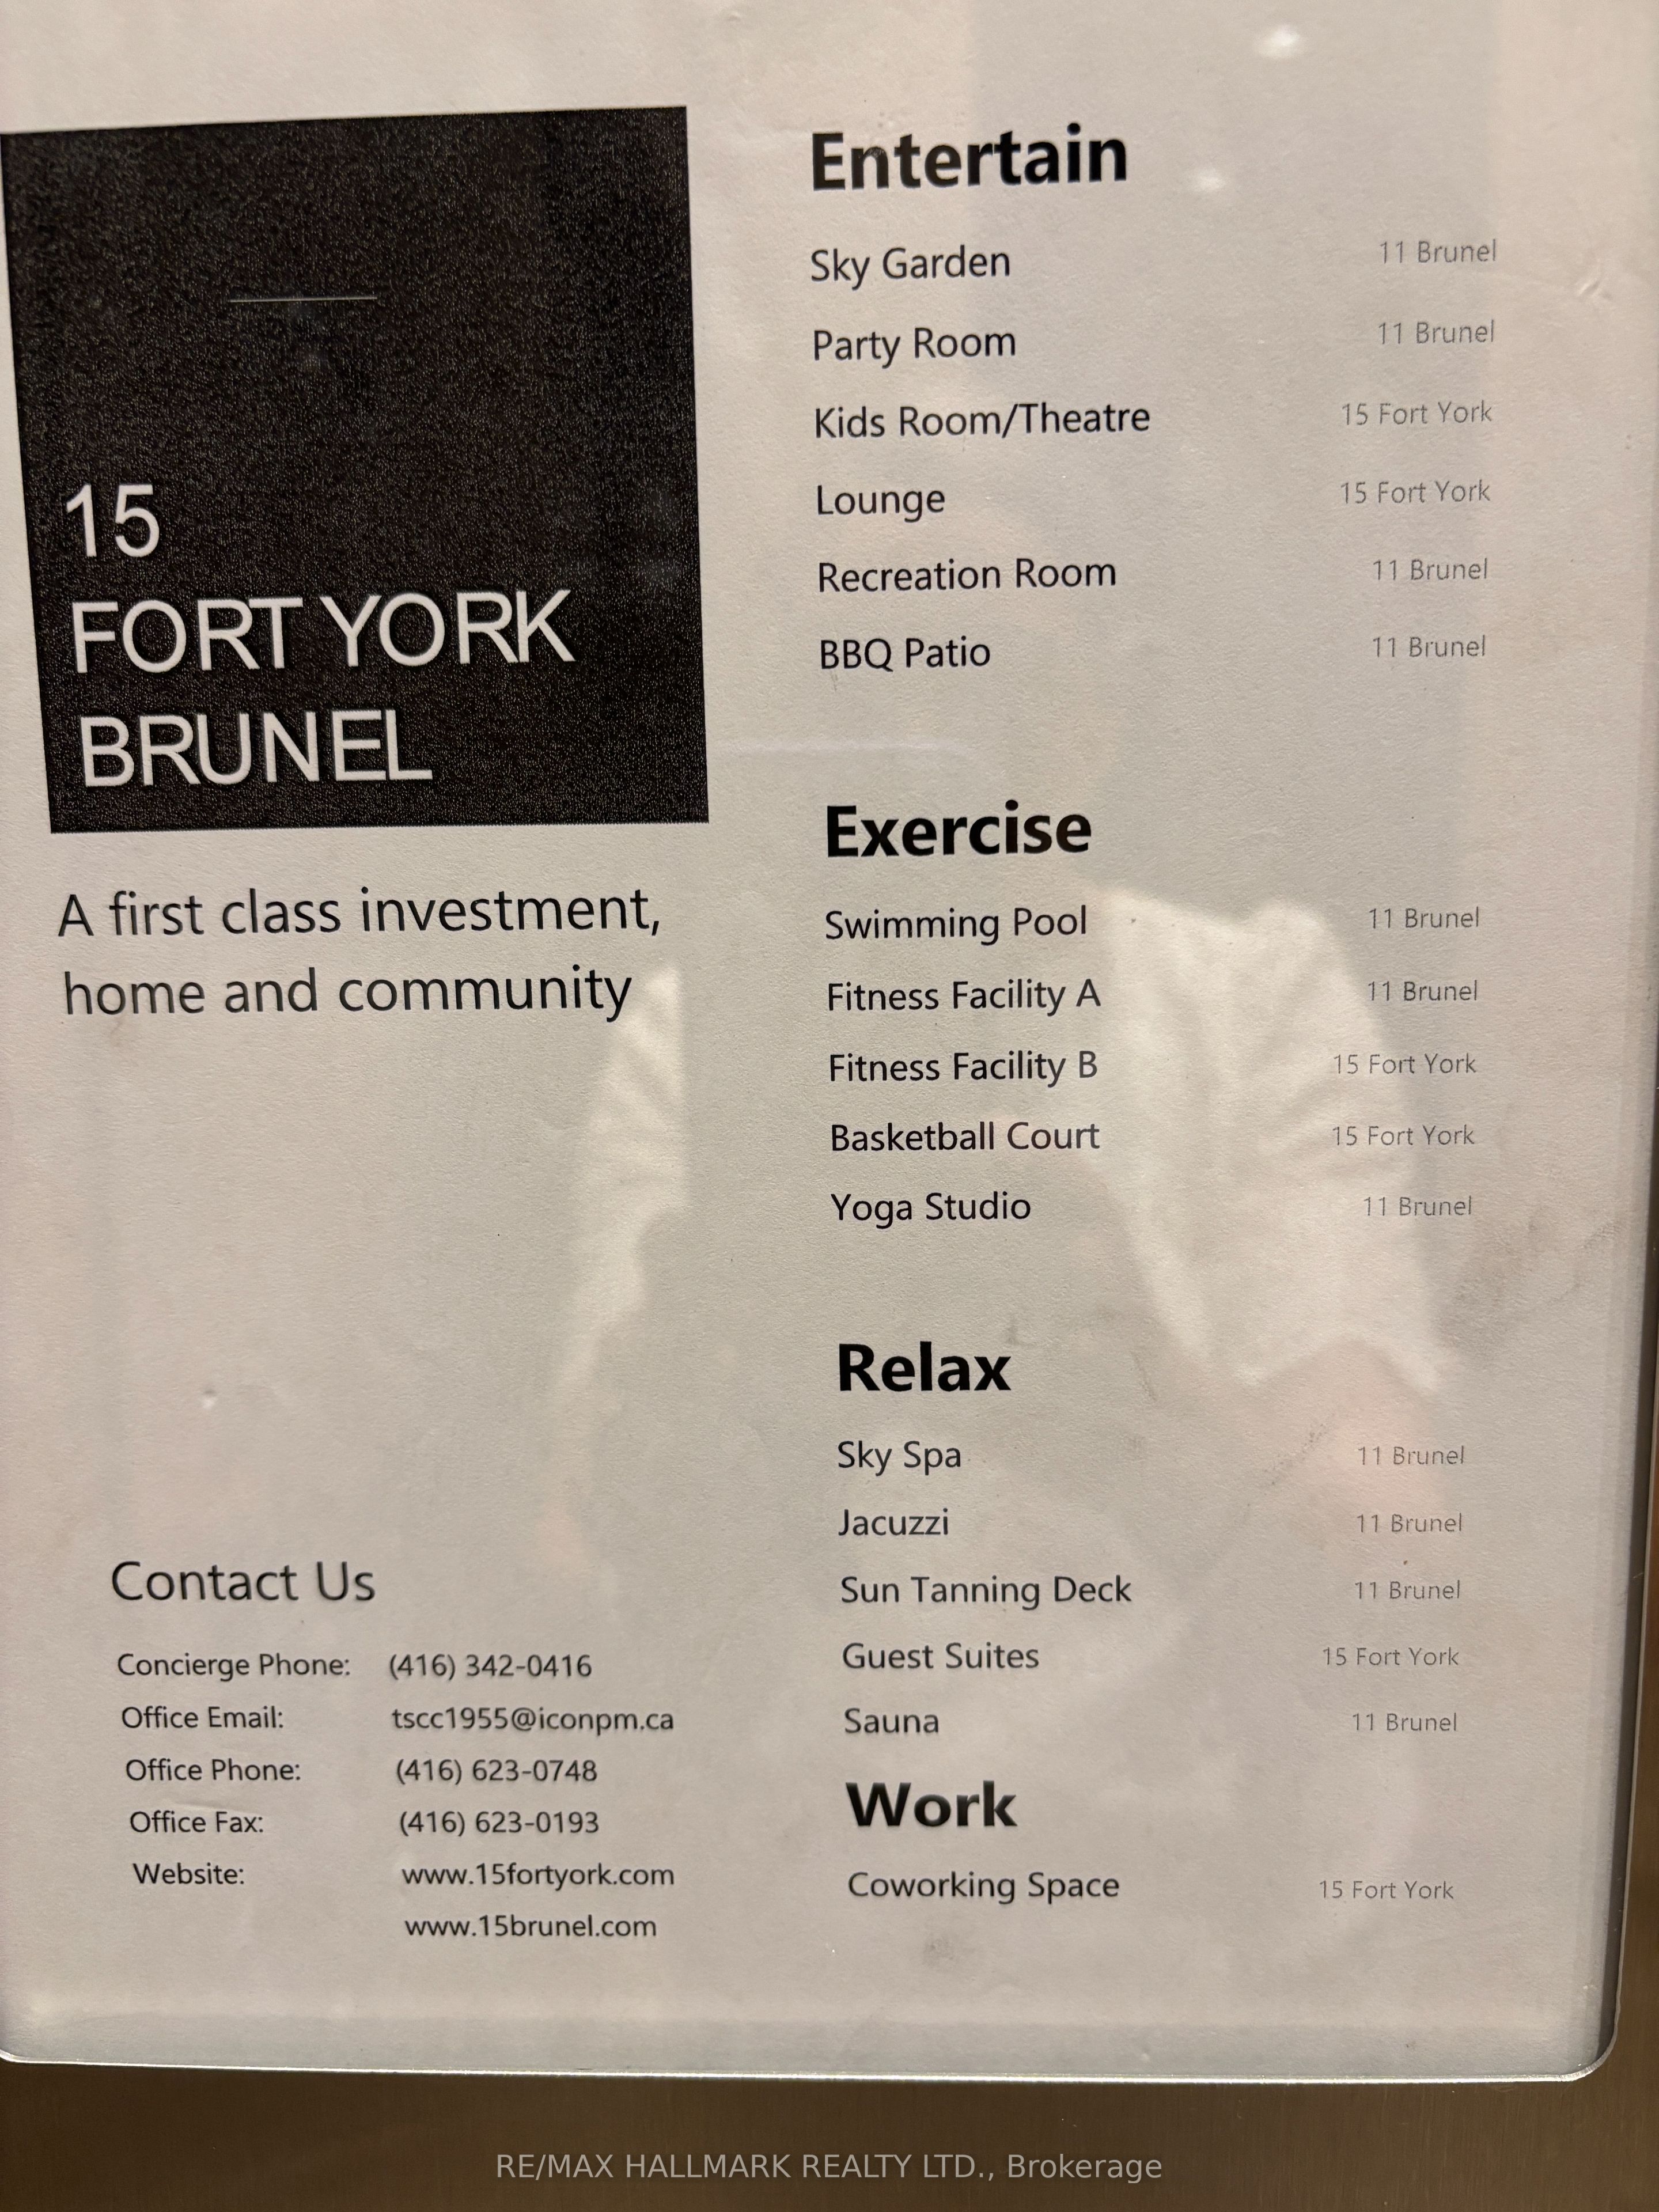 15
FORT YORK
BRUNEL
A first class investment,
home and community
Contact Us
Concierge Phone: (416) 342-0416
Office Email: tscc1955@iconpm.ca
Office Phone: (416) 623-0748
Office Fax: (416) 623-0193
Website: www.15fortyork.com
www.15brunel.com
Entertain
Sky Garden 11 Brunel
Party Room 11 Brunel
Kids Room/Theatre 15 Fort York
Lounge 15 Fort York
Recreation Room 11 Brunel
BBQ Patio 11 Brunel
Exercise
Swimming Pool 11 Brunel
Fitness Facility A 11 Brunel
Fitness Facility B 15 Fort York
Basketball Court 15 Fort York
Yoga Studio 11 Brunel
Relax
Sky Spa 11 Brunel
Jacuzzi 11 Brunel
Sun Tanning Deck 11 Brunel
Guest Suites 15 Fort York
Sauna 11 Brunel
Work
Coworking Space 15 Fort York
RE/MAX HALLMARK REALTY LTD., Brokerage